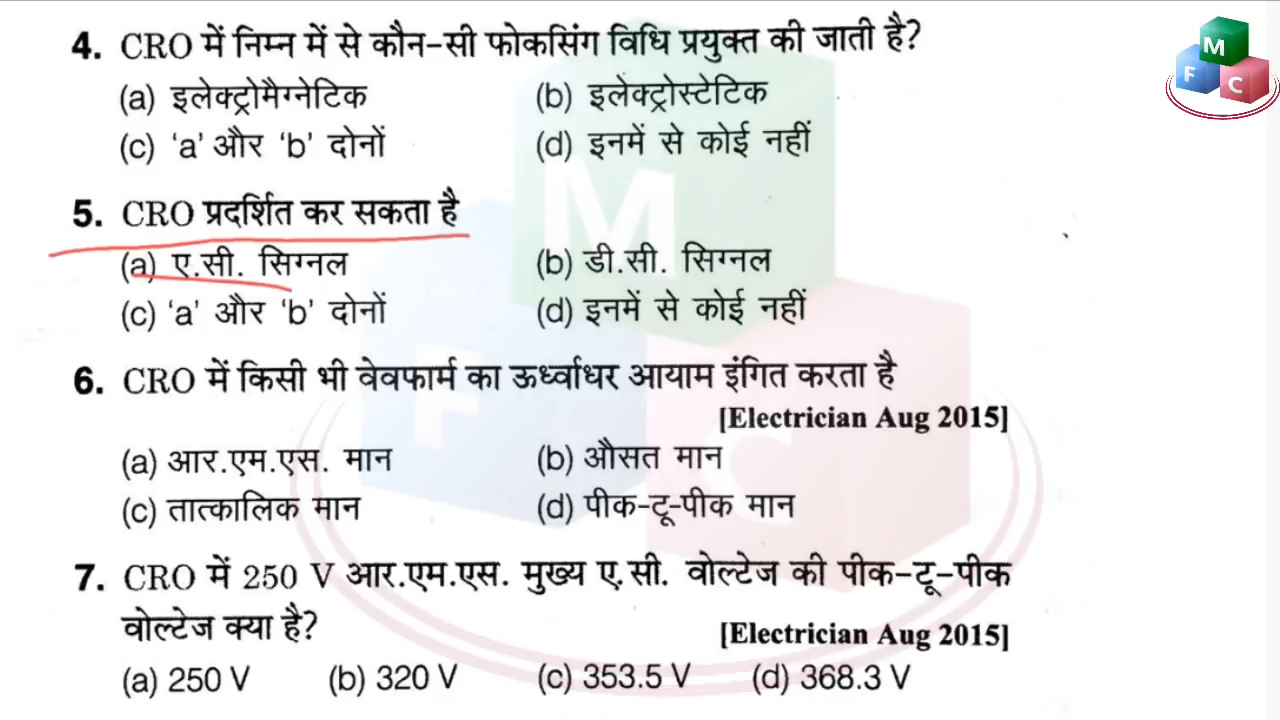 4. CRO में निम्न में से कौन-सी फोकसिंग विधि प्रयुक्त की जाती है?
(a) इलेक्ट्रोमैग्नेटिक (b) इलेक्ट्रोस्टेटिक
(c) 'a' और 'b' दोनों (d) इनमें से कोई नहीं
5. CRO प्रदर्शित कर सकता है
(a) ए.सी. सिग्नल (b) डी.सी. सिग्नल
(c) 'a' और 'b' दोनों (d) इनमें से कोई नहीं
6. CRO में किसी भी वेवफार्म का ऊर्ध्वाधर आयाम इंगित करता है
[Electrician Aug 2015]
(a) आर.एम.एस. मान (b) औसत मान
(c) तात्कालिक मान (d) पीक-टू-पीक मान
7. CRO में 250 V आर.एम.एस. मुख्य ए.सी. वोल्टेज की पीक-टू-पीक
वोल्टेज क्या है?
[Electrician Aug 2015]
(a) 250 V (b) 320 V (c) 353.5 V (d) 368.3 V
M
F C
M
F C